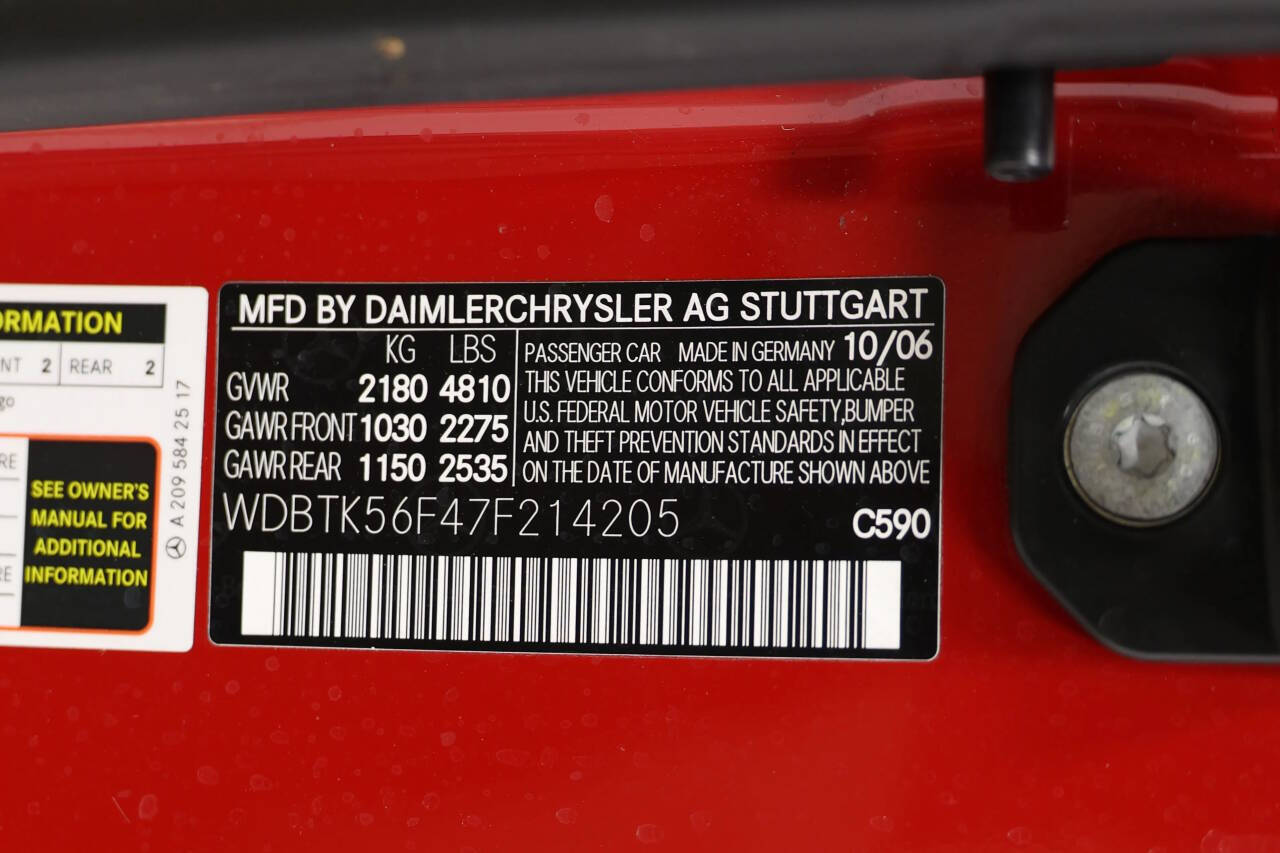 ORMATION
NT 2 REAR 2
go
RE
SEE OWNER'S
MANUAL FOR
ADDITIONAL
INFORMATION
RE
A 209 584 25 17
MFD BY DAIMLERCHRYSLER AG STUTTGART
KG LBS
GVWR 2180 4810
GAWR FRONT 1030 2275
GAWR REAR 1150 2535
PASSENGER CAR MADE IN GERMANY 10/06
THIS VEHICLE CONFORMS TO ALL APPLICABLE
U.S. FEDERAL MOTOR VEHICLE SAFETY,BUMPER
AND THEFT PREVENTION STANDARDS IN EFFECT
ON THE DATE OF MANUFACTURE SHOWN ABOVE
WDBTK56F47F214205
C590